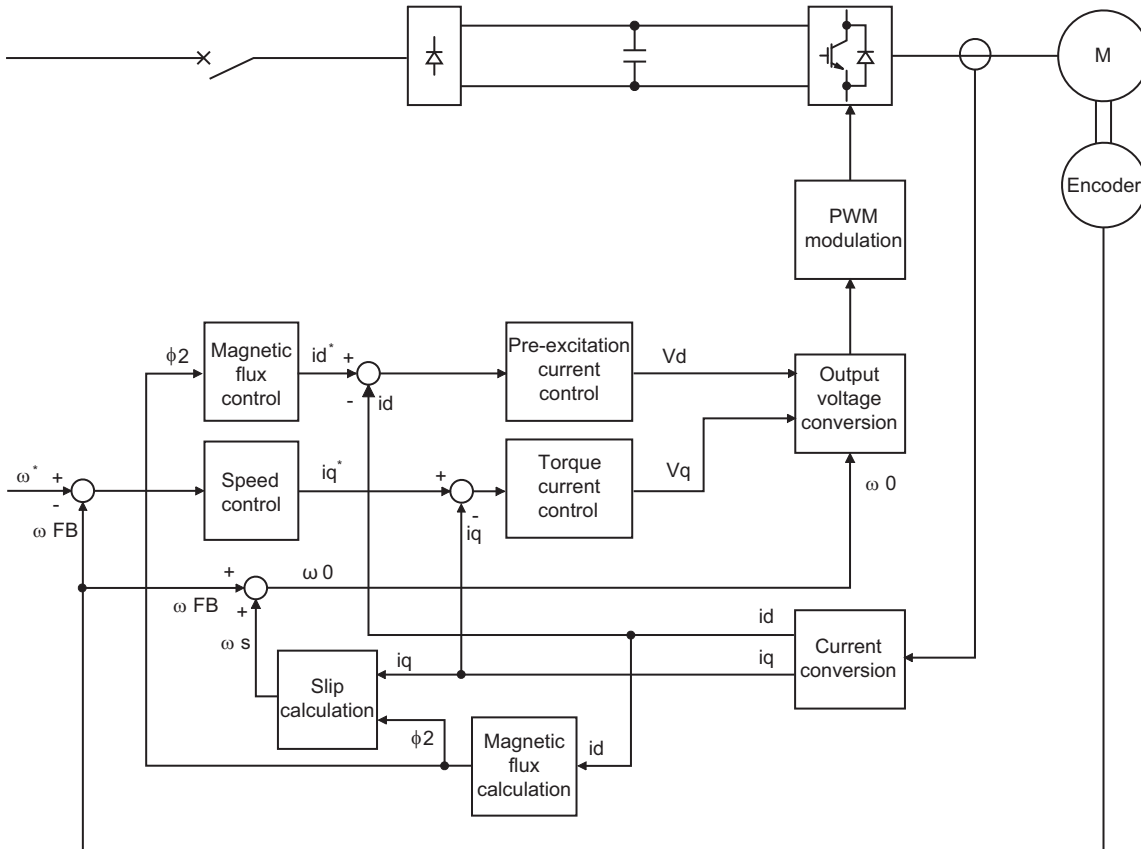 M
Encoder
PWM
modulation
ϕ2
Magnetic
flux
control
id*
+
-
id
Pre-excitation
current
control
Vd
Output
voltage
conversion
ω*
+
-
ω FB
Speed
control
iq*
+
-
iq
Torque
current
control
Vq
ω 0
+
ω FB
+
ω s
ω 0
id
iq
Current
conversion
iq
Slip
calculation
ϕ2
Magnetic
flux
calculation
id